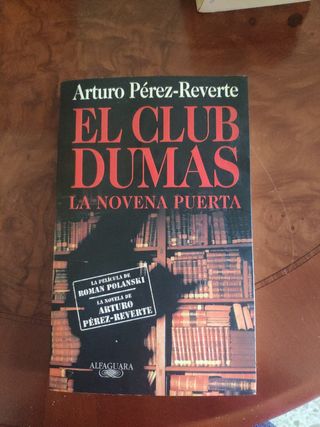 Arturo Pérez-Reverte
EL CLUB
DUMAS
LA NOVENA PUERTA
LA PELÍCULA DE
ROMAN POLANSKI
LA NOVELA DE
ARTURO
PÉREZ-REVERTE
ALFAGUARA